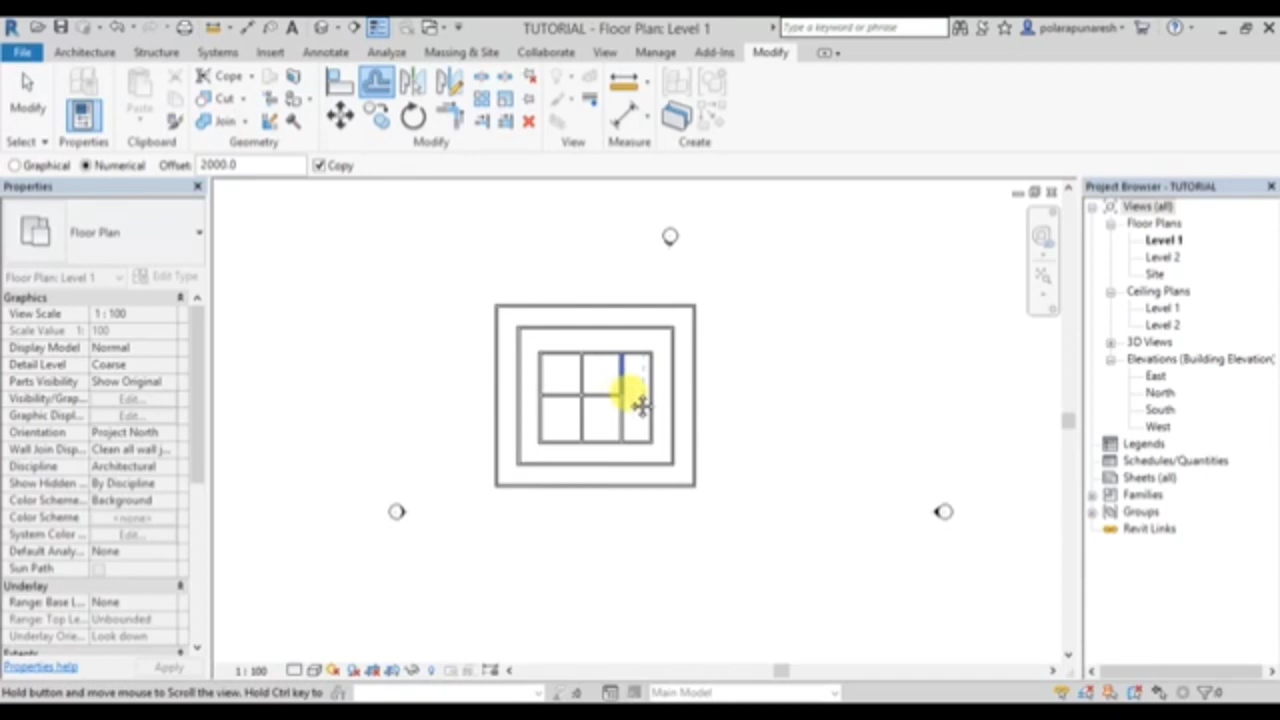 TUTORIAL - Floor Plan: Level 1
Type a keyword or phrase
polarapunaresh
File Architecture Structure Systems Insert Annotate Analyze Massing & Site Collaborate View Manage Add-Ins Modify
Cope
Modify
Paste
Cut
Join
Select Properties Clipboard Geometry Modify View Measure Create
Graphical Numerical Offset: 2000.0 Copy
Properties
Floor Plan
Floor Plan: Level 1 Edit Type
Graphics
View Scale 1 : 100
Scale Value 1: 100
Display Model Normal
Detail Level Coarse
Parts Visibility Show Original
Visibility/Grap... Edit...
Graphic Displ... Edit...
Orientation Project North
Wall Join Disp... Clean all wall j...
Discipline Architectural
Show Hidden ... By Discipline
Color Scheme... Background
Color Scheme <none>
System Color ... Edit...
Default Analy... None
Sun Path
Underlay
Range: Base L... None
Range: Top Le... Unbounded
Underlay Orie... Look down
Extents
Properties help Apply
1 : 100
Project Browser - TUTORIAL
Views (all)
Floor Plans
Level 1
Level 2
Site
Ceiling Plans
Level 1
Level 2
3D Views
Elevations (Building Elevation)
East
North
South
West
Legends
Schedules/Quantities
Sheets (all)
Families
Groups
Revit Links
Hold button and move mouse to Scroll the view. Hold Ctrl key to
:0
Main Model
:0